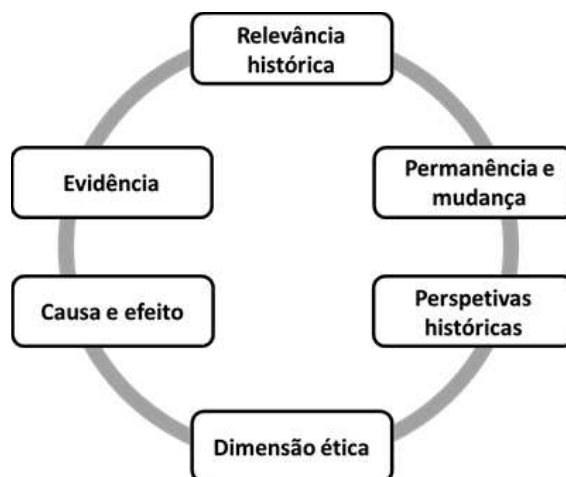 Relevância
histórica
Evidência
Permanência e
mudança
Causa e efeito
Perspetivas
históricas
Dimensão ética